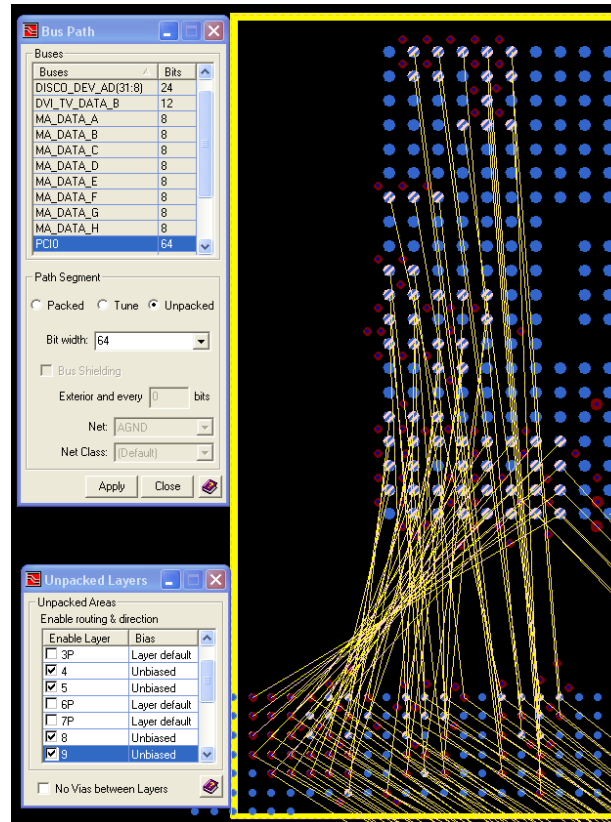 Bus Path
Buses
Buses Bits
DISCO_DEV_AD(31:8) 24
DVI_TV_DATA_B 12
MA_DATA_A 8
MA_DATA_B 8
MA_DATA_C 8
MA_DATA_D 8
MA_DATA_E 8
MA_DATA_F 8
MA_DATA_G 8
MA_DATA_H 8
PCI0 64
Path Segment
Packed Tune Unpacked
Bit width: 64
Bus Shielding
Exterior and every 0 bits
Net: AGND
Net Class: (Default)
Apply Close
Unpacked Layers
Unpacked Areas
Enable routing & direction
Enable Layer Bias
3P Layer default
4 Unbiased
5 Unbiased
6P Layer default
7P Layer default
8 Unbiased
9 Unbiased
No Vias between Layers